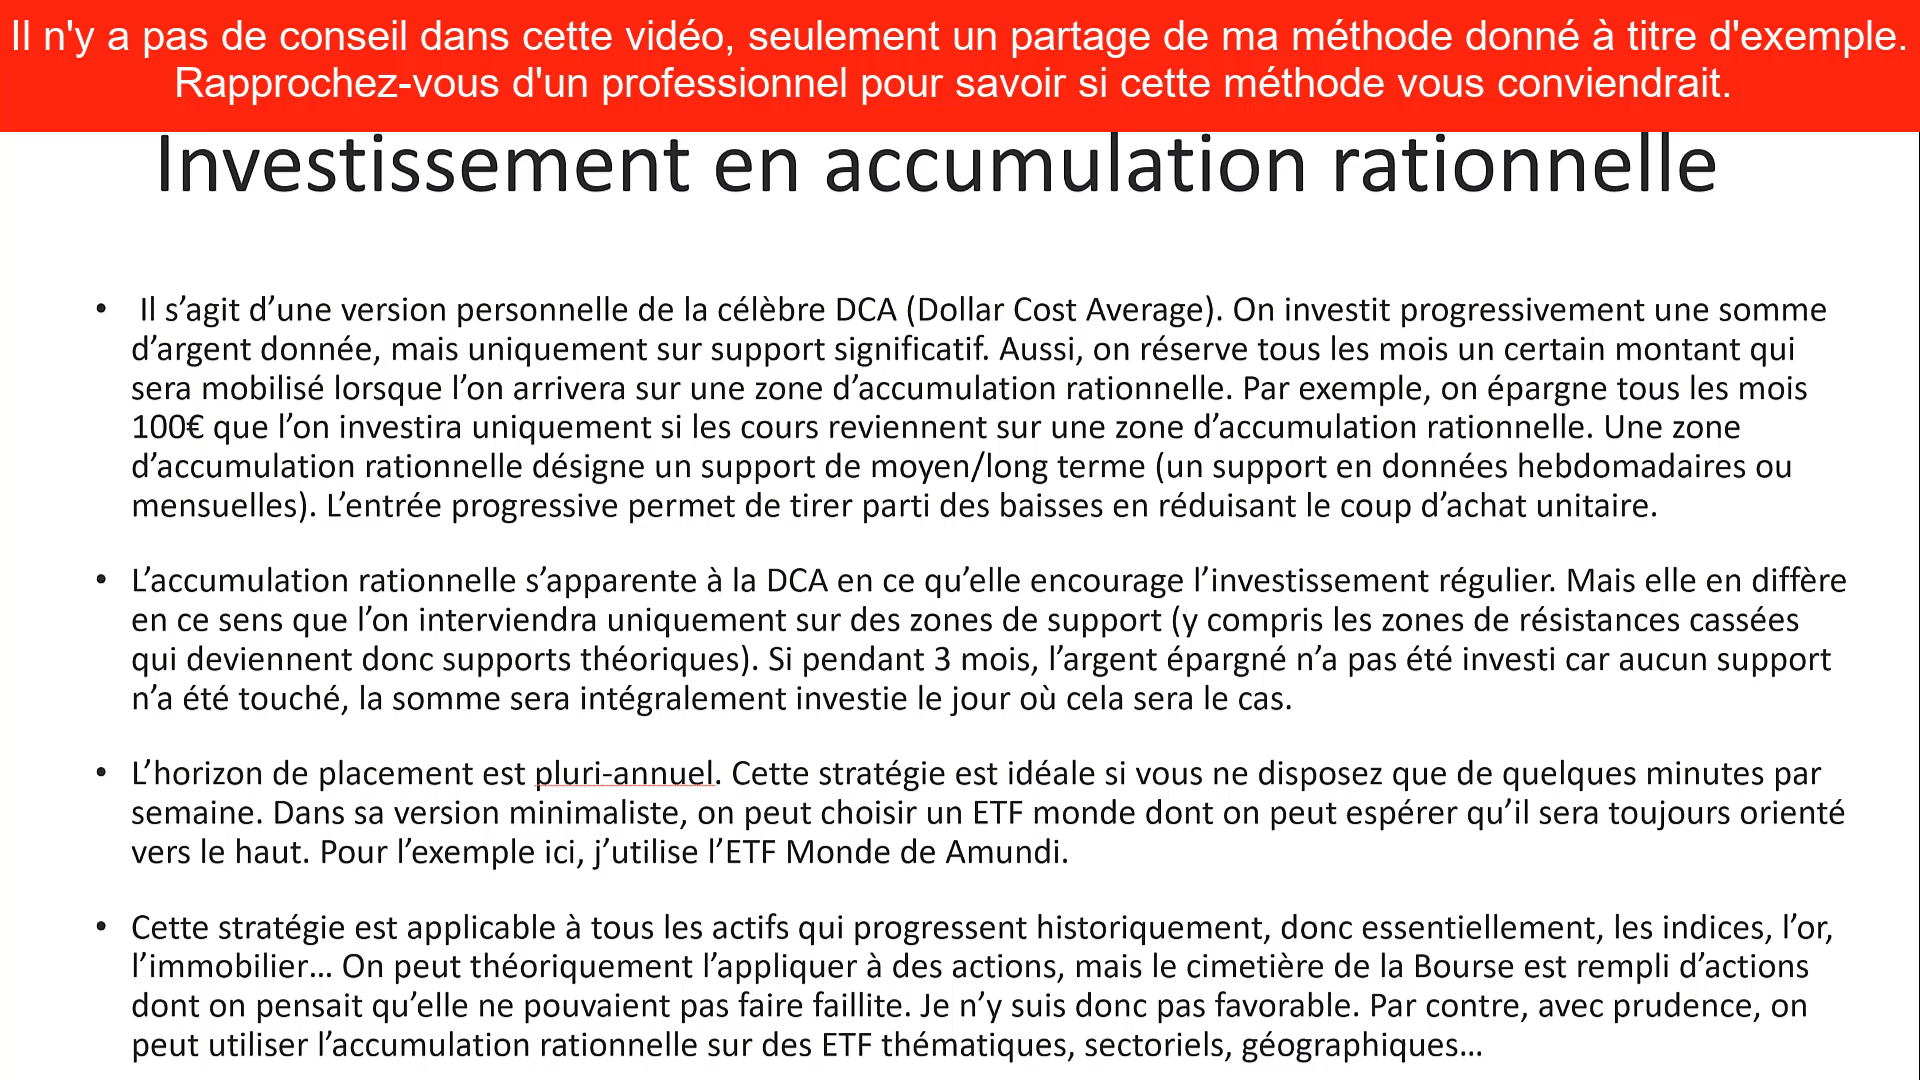 Il n'y a pas de conseil dans cette vidéo, seulement un partage de ma méthode donné à titre d'exemple.
Rapprochez-vous d'un professionnel pour savoir si cette méthode vous conviendrait.
Investissement en accumulation rationnelle
• Il s’agit d’une version personnelle de la célèbre DCA (Dollar Cost Average). On investit progressivement une somme
d’argent donnée, mais uniquement sur support significatif. Aussi, on réserve tous les mois un certain montant qui
sera mobilisé lorsque l’on arrivera sur une zone d’accumulation rationnelle. Par exemple, on épargne tous les mois
100€ que l’on investira uniquement si les cours reviennent sur une zone d’accumulation rationnelle. Une zone
d’accumulation rationnelle désigne un support de moyen/long terme (un support en données hebdomadaires ou
mensuelles). L’entrée progressive permet de tirer parti des baisses en réduisant le coup d’achat unitaire.
• L’accumulation rationnelle s’apparente à la DCA en ce qu’elle encourage l’investissement régulier. Mais elle en diffère
en ce sens que l’on interviendra uniquement sur des zones de support (y compris les zones de résistances cassées
qui deviennent donc supports théoriques). Si pendant 3 mois, l’argent épargné n’a pas été investi car aucun support
n’a été touché, la somme sera intégralement investie le jour où cela sera le cas.
• L’horizon de placement est pluri-annuel. Cette stratégie est idéale si vous ne disposez que de quelques minutes par
semaine. Dans sa version minimaliste, on peut choisir un ETF monde dont on peut espérer qu’il sera toujours orienté
vers le haut. Pour l’exemple ici, j’utilise l’ETF Monde de Amundi.
• Cette stratégie est applicable à tous les actifs qui progressent historiquement, donc essentiellement, les indices, l’or,
l’immobilier… On peut théoriquement l’appliquer à des actions, mais le cimetière de la Bourse est rempli d’actions
dont on pensait qu’elle ne pouvaient pas faire faillite. Je n’y suis donc pas favorable. Par contre, avec prudence, on
peut utiliser l’accumulation rationnelle sur des ETF thématiques, sectoriels, géographiques…